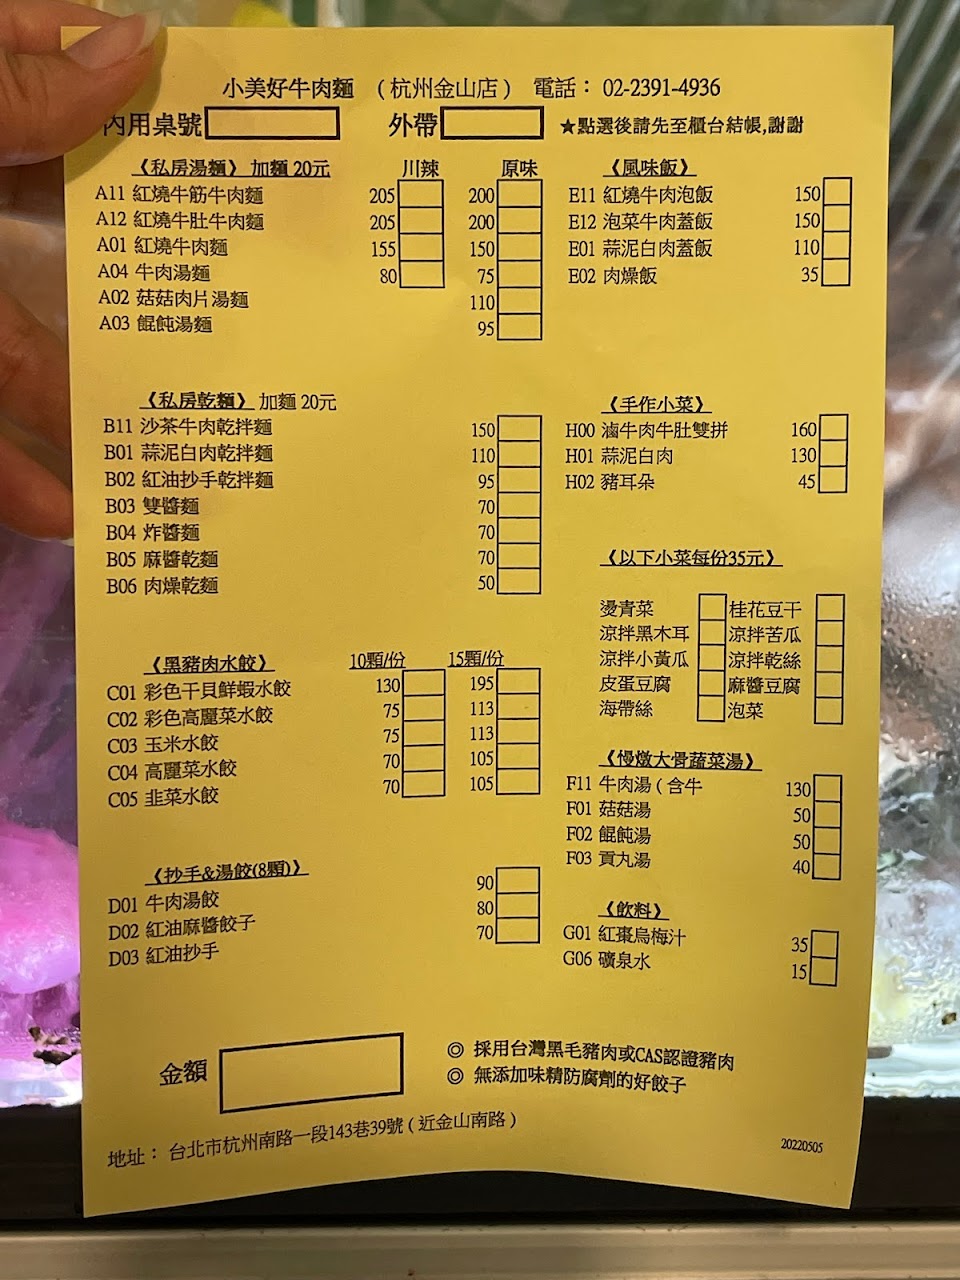 小美好牛肉麵 (杭州金山店) 電話： 02-2391-4936
內用桌號 外帶 ★點選後請先至櫃台結帳,謝謝
《私房湯麵》 加麵 20元 川辣 原味
A11 紅燒牛筋牛肉麵 205 200
A12 紅燒牛肚牛肉麵 205 200
A01 紅燒牛肉麵 155 150
A04 牛肉湯麵 80 75
A02 菇菇肉片湯麵 110
A03 餛飩湯麵 95
《風味飯》
E11 紅燒牛肉泡飯 150
E12 泡菜牛肉蓋飯 150
E01 蒜泥白肉蓋飯 110
E02 肉燥飯 35
《私房乾麵》 加麵 20元
B11 沙茶牛肉乾拌麵 150
B01 蒜泥白肉乾拌麵 110
B02 紅油抄手乾拌麵 95
B03 雙醬麵 70
B04 炸醬麵 70
B05 麻醬乾麵 70
B06 肉燥乾麵 50
《手作小菜》
H00 滷牛肉牛肚雙拼 160
H01 蒜泥白肉 130
H02 豬耳朵 45
《以下小菜每份35元》
燙青菜 桂花豆干
涼拌黑木耳 涼拌苦瓜
涼拌小黃瓜 涼拌乾絲
皮蛋豆腐 麻醬豆腐
海帶絲 泡菜
《黑豬肉水餃》 10顆/份 15顆/份
C01 彩色干貝鮮蝦水餃 130 195
C02 彩色高麗菜水餃 75 113
C03 玉米水餃 75 113
C04 高麗菜水餃 70 105
C05 韭菜水餃 70 105
《慢燉大骨蔬菜湯》
F11 牛肉湯 ( 含牛 130
F01 菇菇湯 50
F02 餛飩湯 50
F03 貢丸湯 40
《抄手&湯餃(8顆)》
D01 牛肉湯餃 90
D02 紅油麻醬餃子 80
D03 紅油抄手 70
《飲料》
G01 紅棗烏梅汁 35
G06 礦泉水 15
金額
◎ 採用台灣黑毛豬肉或CAS認證豬肉
◎ 無添加味精防腐劑的好餃子
地址： 台北市杭州南路一段143巷39號 ( 近金山南路 )
20220505